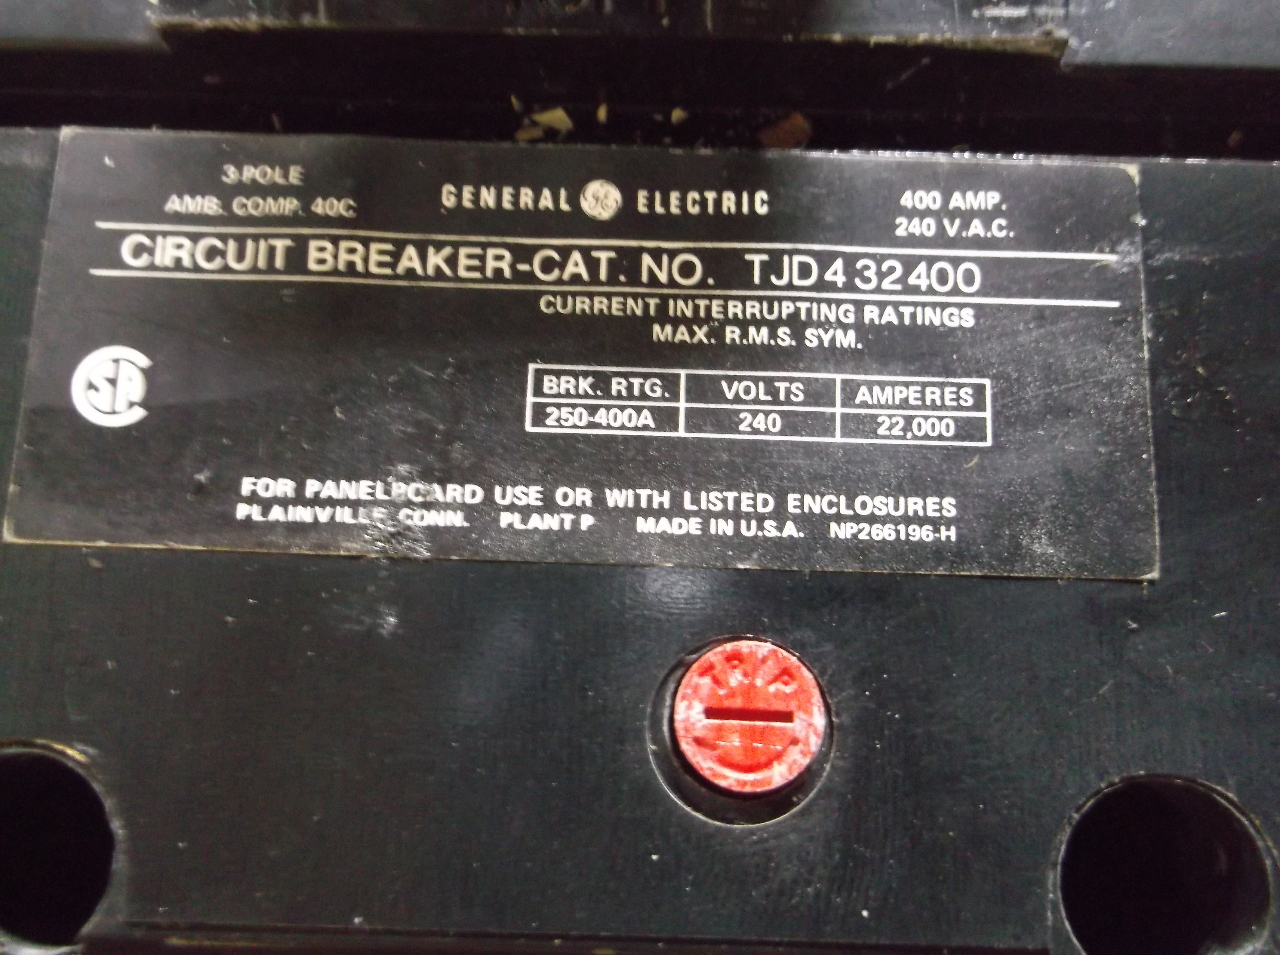 3 POLE
AMB. COMP. 40C
GENERAL GE ELECTRIC
400 AMP.
240 V.A.C.
CIRCUIT BREAKER-CAT. NO. TJD432400
CURRENT INTERRUPTING RATINGS
MAX. R.M.S. SYM.
BRK. RTG. VOLTS AMPERES
250-400A 240 22,000
SA
FOR PANELBOARD USE OR WITH LISTED ENCLOSURES
PLAINVILLE CONN. PLANT P MADE IN U.S.A. NP266196-H
TRIP